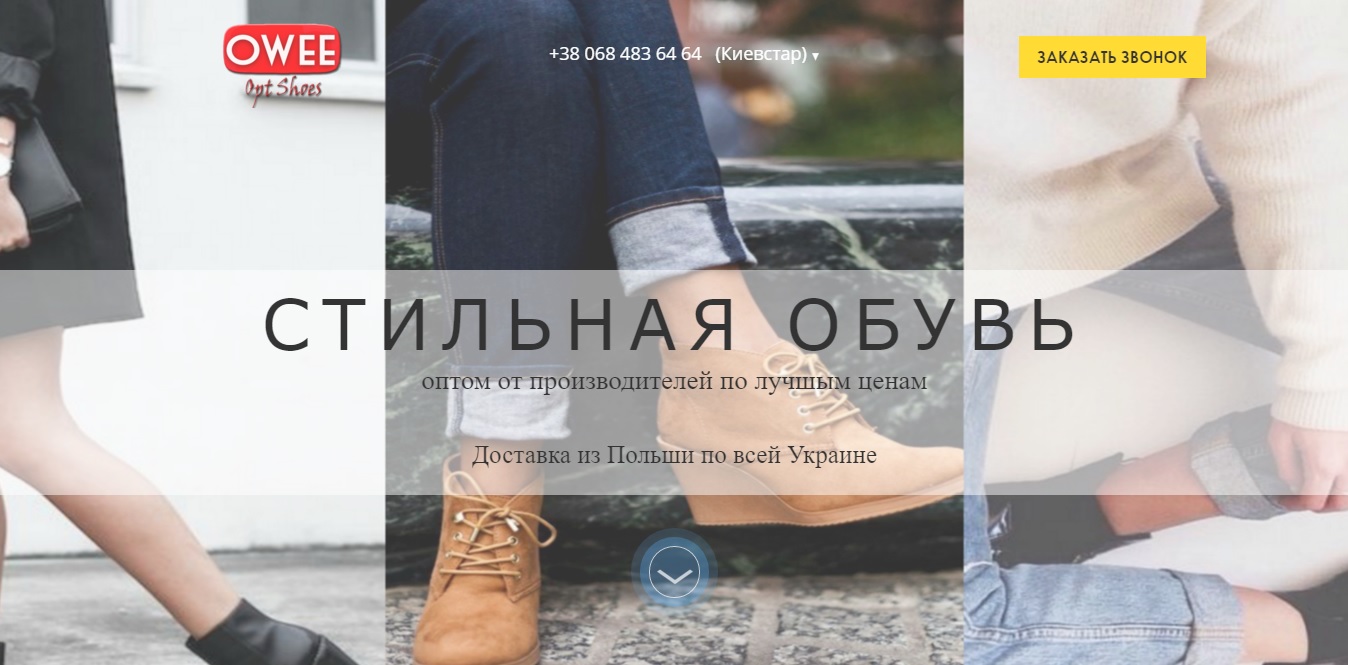 OWEE
Opt Shoes
+38 068 483 64 64 (Киевстар) ▾
ЗАКАЗАТЬ ЗВОНОК
СТИЛЬНАЯ ОБУВЬ
оптом от производителей по лучшым ценам
Доставка из Польши по всей Украине